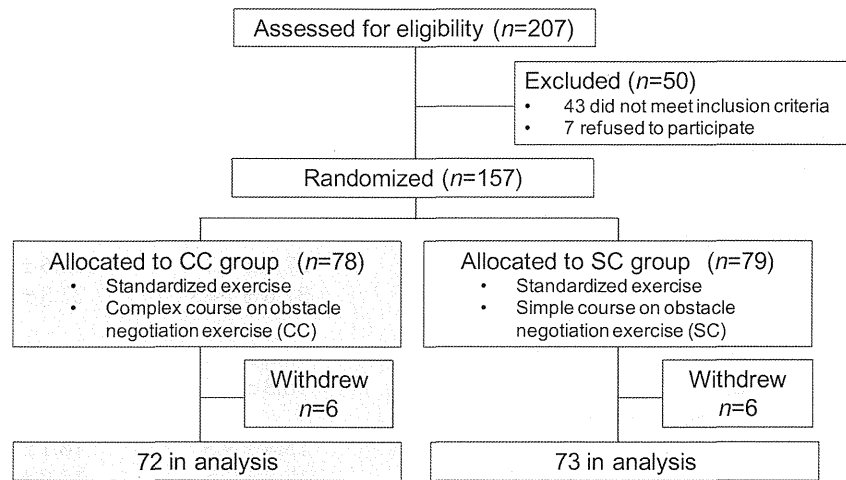 Assessed for eligibility (n=207)
Excluded (n=50)
• 43 did not meet inclusion criteria
• 7 refused to participate
Randomized (n=157)
Allocated to CC group (n=78)
• Standardized exercise
• Complex course on obstacle
negotiation exercise (CC)
Allocated to SC group (n=79)
• Standardized exercise
• Simple course on obstacle
negotiation exercise (SC)
Withdrew
n=6
Withdrew
n=6
72 in analysis
73 in analysis